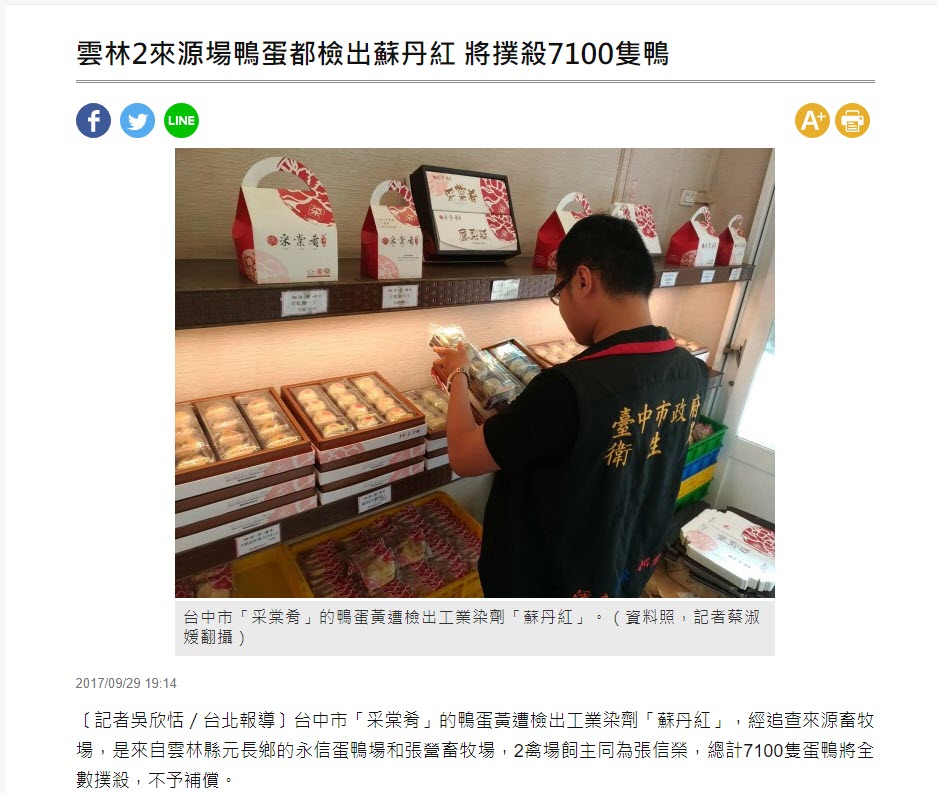 雲林2來源場鴨蛋都檢出蘇丹紅 將撲殺7100隻鴨
f
LINE
A+
采棠肴
采棠肴
采棠肴
臺中市政府
衛生
台中市「采棠肴」的鴨蛋黃遭檢出工業染劑「蘇丹紅」。(資料照，記者蔡淑
媛翻攝)
2017/09/29 19:14
〔記者吳欣恬／台北報導〕台中市「采棠肴」的鴨蛋黃遭檢出工業染劑「蘇丹紅」，經追查來源畜牧
場，是來自雲林縣元長鄉的永信蛋鴨場和張營畜牧場，2禽場飼主同為張信榮，總計7100隻蛋鴨將全
數撲殺，不予補償。